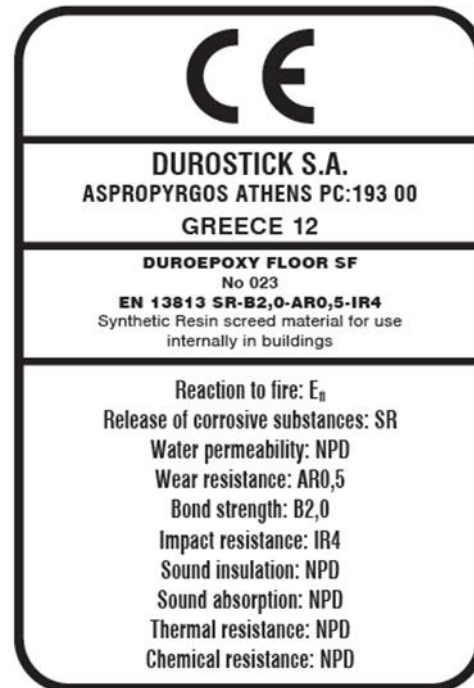 CE
DUROSTICK S.A.
ASPROPYRGOS ATHENS PC:193 00
GREECE 12
DUROEPOXY FLOOR SF
No 023
EN 13813 SR-B2,0-AR0,5-IR4
Synthetic Resin screed material for use
internally in buildings
Reaction to fire: Efl
Release of corrosive substances: SR
Water permeability: NPD
Wear resistance: AR0,5
Bond strength: B2,0
Impact resistance: IR4
Sound insulation: NPD
Sound absorption: NPD
Thermal resistance: NPD
Chemical resistance: NPD